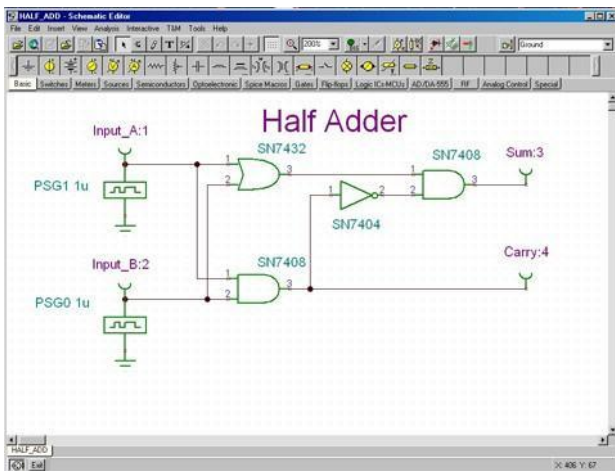 HALF_ADD - Schematic Editor
File Edit Insert View Analysis Interactive T&M Tools Help
200% Ground
Basic Switches Meters Sources Semiconductors Optoelectronic Spice Macros Gates Flip-flops Logic ICs-MCUs AD/DA-555 RF Analog Control Special
Half Adder
Input_A:1
SN7432
SN7408
Sum:3
PSG1 1u
1
2
3
1
2
3
1
2
SN7404
Input_B:2
SN7408
Carry:4
PSG0 1u
1
2
3
HALF_ADD
Exit
X: 406 Y: 67